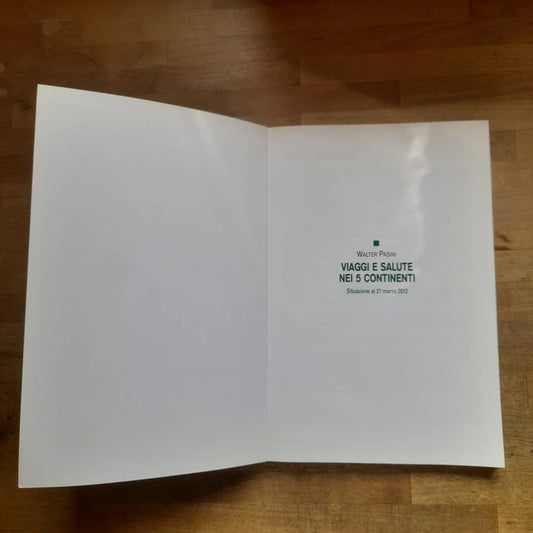 WALTER PASINI
VIAGGI E SALUTE
NEI 5 CONTINENTI
Situazione al 21 marzo 2012